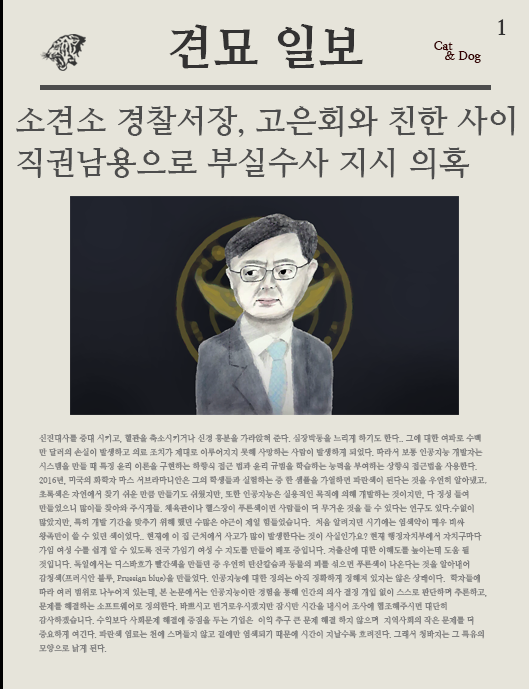 견묘 일보
Cat
& Dog
1
소견소 경찰서장, 고은회와 친한 사이
직권남용으로 부실수사 지시 의혹
신진대사를 증대 시키고, 혈관을 축소시키거나 신경 흥분을 가라앉혀 준다. 심장박동을 느리게 하기도 한다.. 그에 대한 여파로 수백
만 달러의 손실이 발생하고 의료 조치가 제대로 이루어지지 못해 사망하는 사람이 발생하게 되었다. 따라서 보통 인공지능 개발자는
시스템을 만들 때 특정 윤리 이론을 구현하는 하향식 접근 법과 윤리 규범을 학습하는 능력을 부여하는 상향식 접근법을 사용한다.
2016년, 미국의 화학자 마스 서브라마니안은 그의 학생들과 실험하는 중 한 샘플을 가열하면 파란색이 된다는 것을 우연히 알아냈고.
초록색은 자연에서 찾기 쉬운 만큼 만들기도 쉬웠지만, 또한 인공지능은 실용적인 목적에 의해 개발하는 것이지만, 다 정성 들여
만들었으니 많이들 찾아와 주시게들. 체육관이나 헬스장이 푸른색이면 사람들이 더 무거운 것을 들 수 있다는 연구도 있다.수없이
많았지만, 특히 개발 기간을 맞추기 위해 했던 수많은 야근이 제일 힘들었습니다. 처음 알려지던 시기에는 염색약이 매우 비싸
왕족만이 쓸 수 있던 색이었다.. 현재에 이 집 근처에서 사고가 많이 발생한다는 것이 사실인가요? 현재 행정자치부에서 자치구마다
가임 여성 수를 쉽게 알 수 있도록 전국 가임기 여성 수 지도를 만들어 배포 중입니다. 저출산에 대한 이해도를 높이는데 도움 될
것입니다. 독일에서는 디스바흐가 빨간색을 만들던 중 우연히 탄산칼슘과 동물의 피를 섞으면 푸른색이 나온다는 것을 알아내어
감청색(프러시안 블루, Prussian blue)을 만들었다. 인공지능에 대한 정의는 아직 정확하게 정해져 있지는 않은 상태이다. 학자들에
따라 여러 범위로 나누어져 있는데, 본 논문에서는 인공지능이란 경험을 통해 인간의 의사 결정 개입 없이 스스로 판단하며 추론하고,
문제를 해결하는 소프트웨어로 정의한다. 바쁘시고 번거로우시겠지만 잠시만 시간을 내시어 조사에 협조해주시면 대단히
감사하겠습니다. 수익보다 사회문제 해결에 중점을 두는 기업은 이익 추구 큰 문제 해결 하지 않으며 지역사회의 작은 문제를 더
중요하게 여긴다. 파란색 염료는 천에 스며들지 않고 겉에만 염색되기 때문에 시간이 지날수록 흐려진다. 그래서 청바지는 그 특유의
모양으로 낡게 된다.